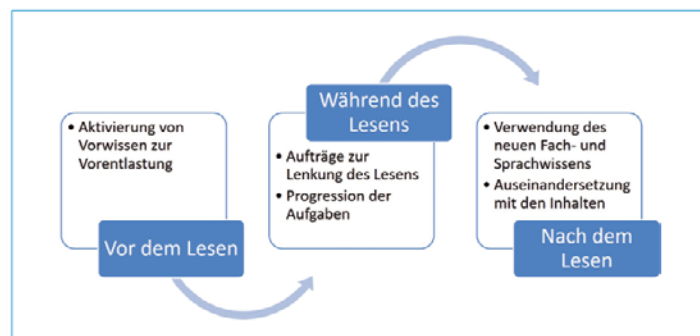 • Aktivierung von
Vorwissen zur
Vorentlastung
Vor dem Lesen
Während des
Lesens
• Aufträge zur
Lenkung des Lesens
• Progression der
Aufgaben
• Verwendung des
neuen Fach- und
Sprachwissens
• Auseinandersetzung
mit den Inhalten
Nach dem
Lesen